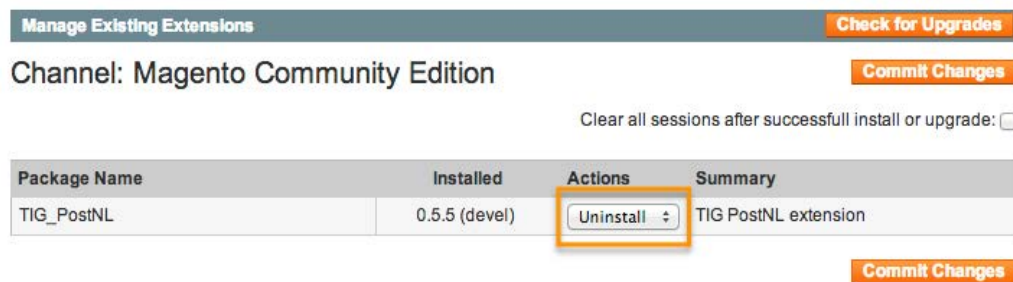 Manage Existing Extensions Check for Upgrades
Channel: Magento Community Edition Commit Changes
Clear all sessions after successfull install or upgrade:
Package Name Installed Actions Summary
TIG_PostNL 0.5.5 (devel) Uninstall TIG PostNL extension
Commit Changes